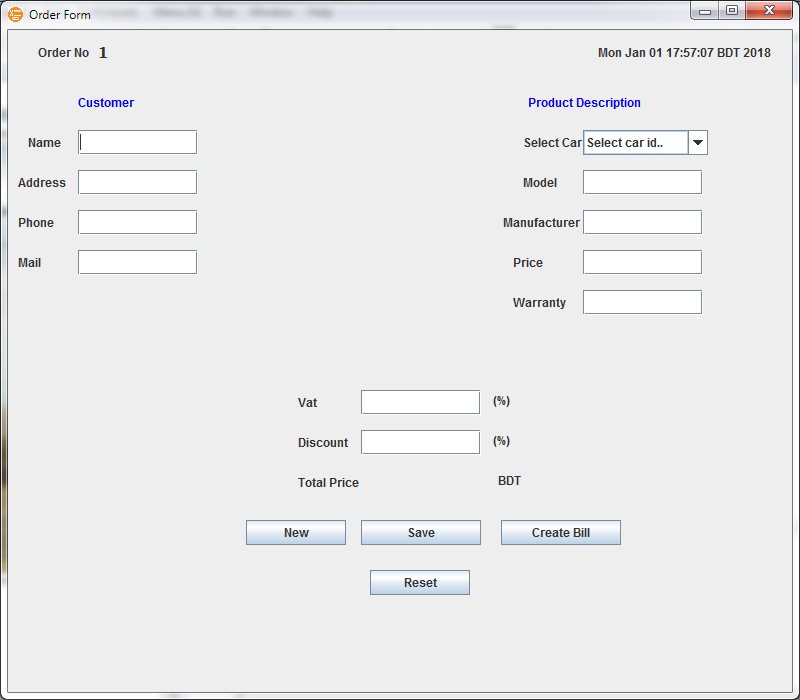 Order Form
Order No 1
Mon Jan 01 17:57:07 BDT 2018
Customer
Product Description
Name
Select Car Select car id..
Address
Model
Phone
Manufacturer
Mail
Price
Warranty
Vat (%)
Discount (%)
Total Price BDT
New Save Create Bill
Reset